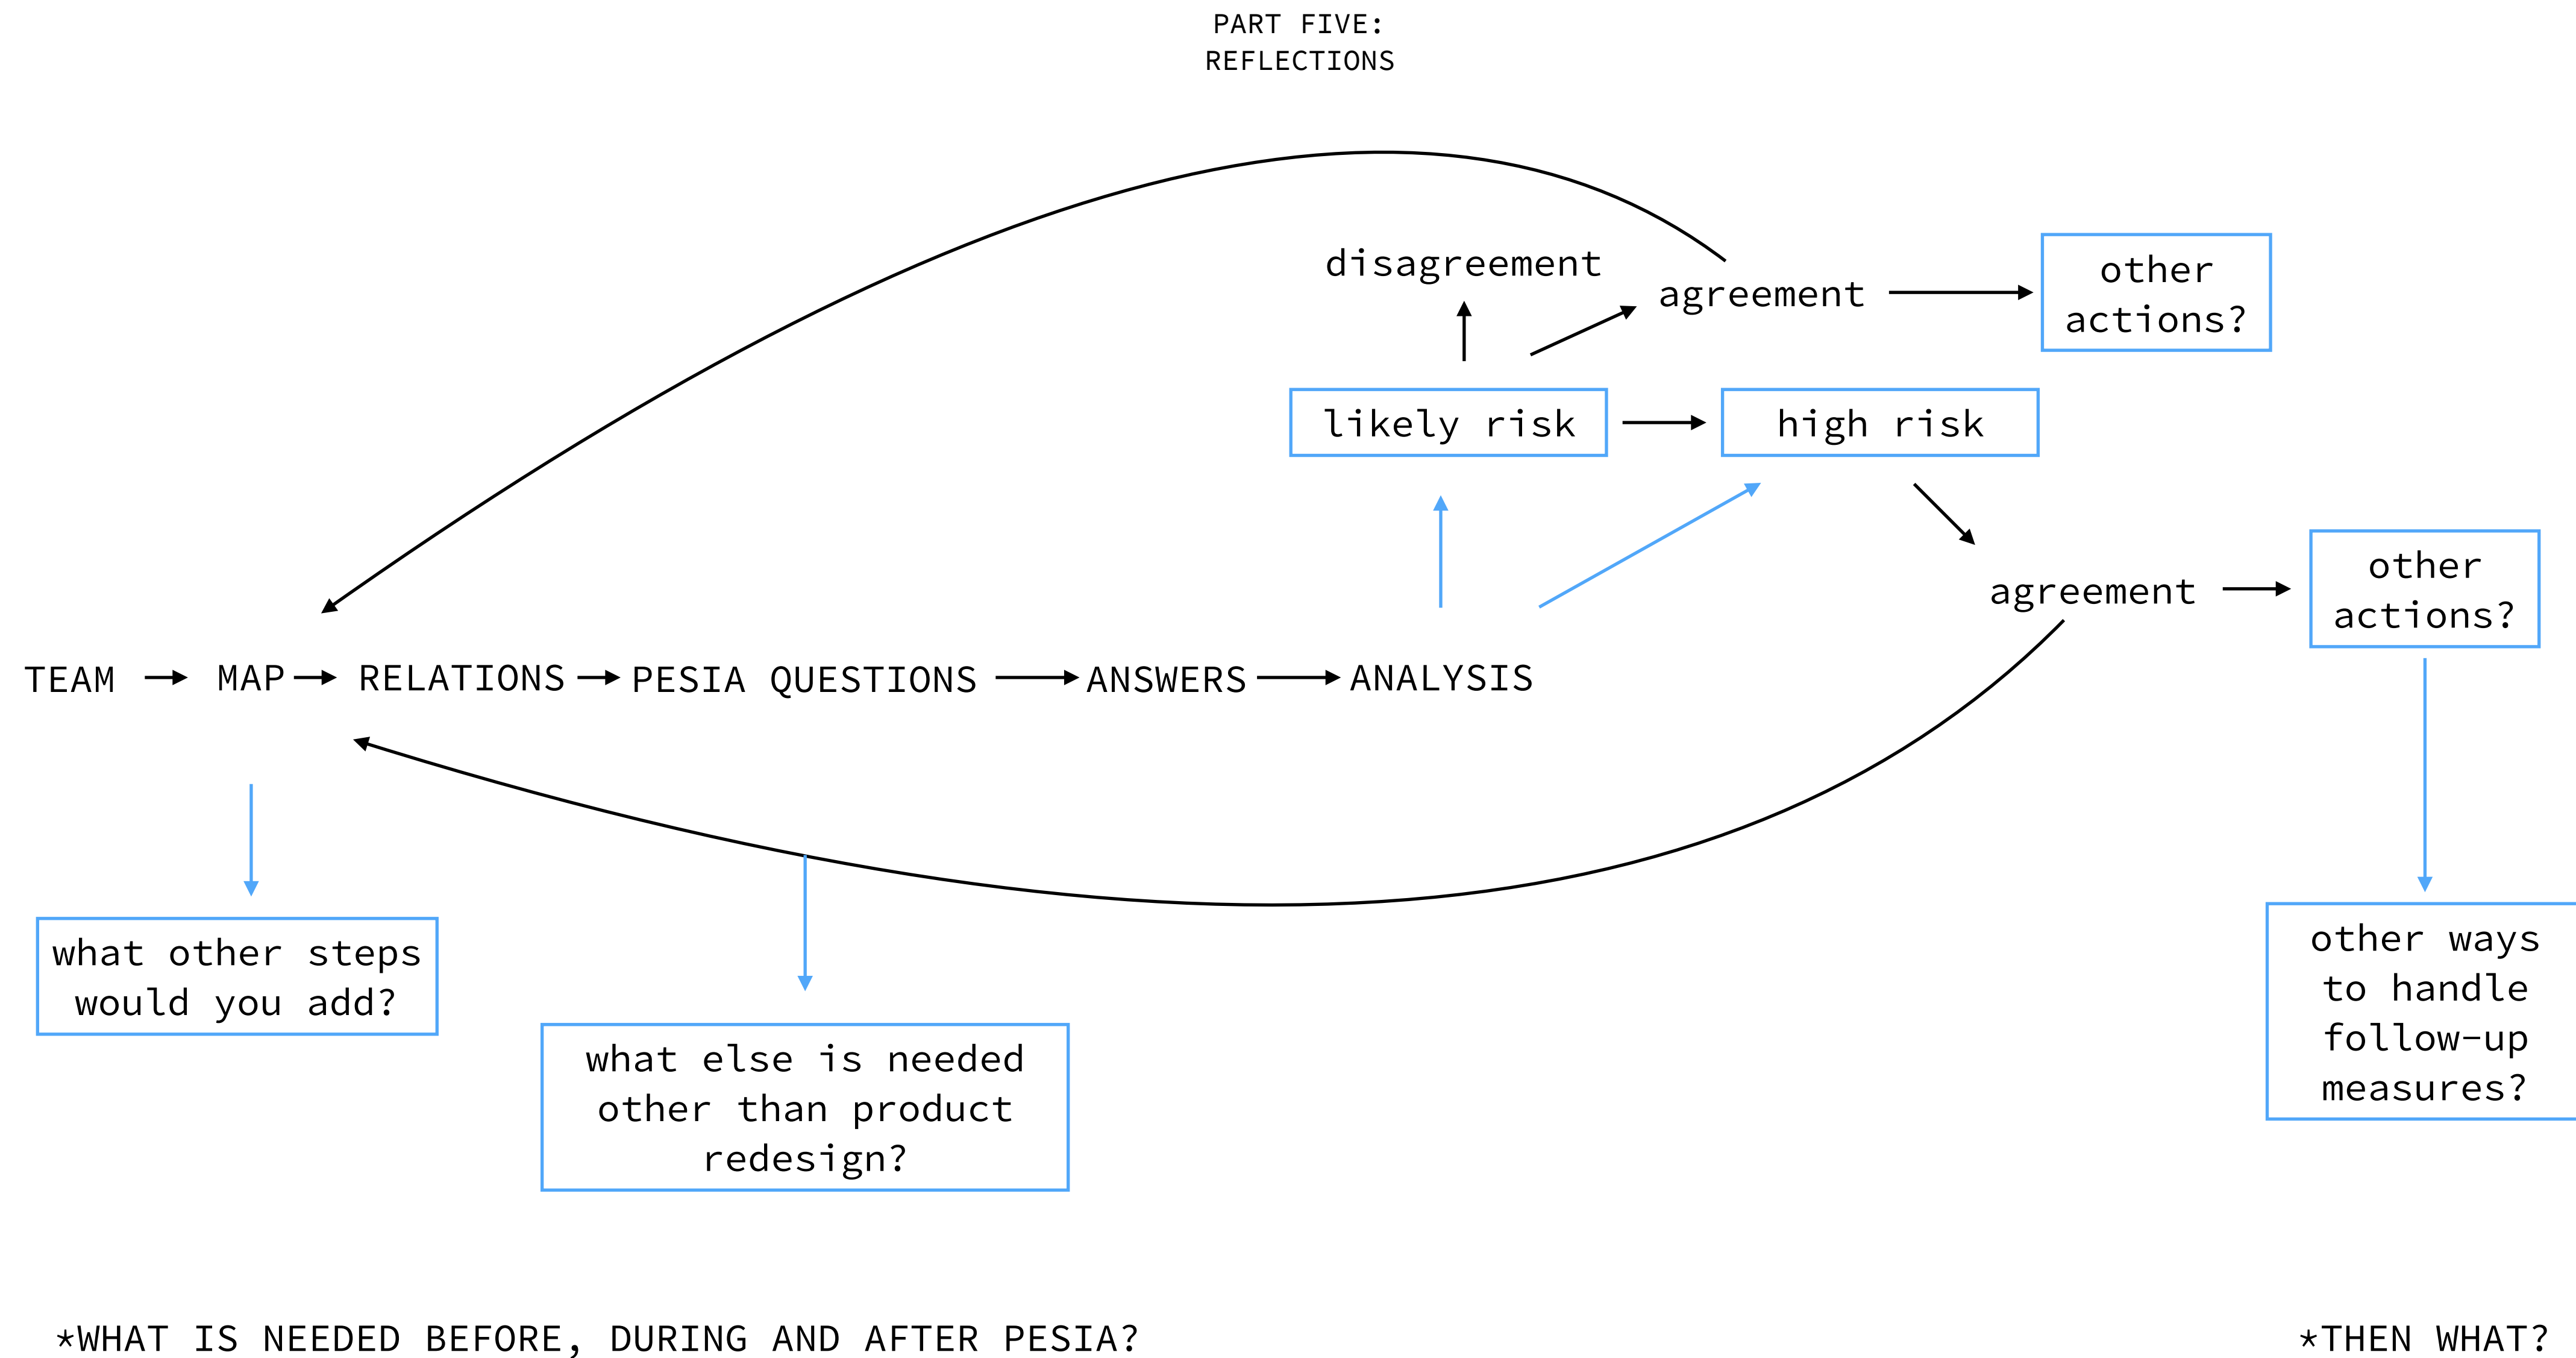 PART FIVE:
REFLECTIONS
disagreement
agreement
other
actions?
likely risk
high risk
agreement
other
actions?
TEAM
MAP
RELATIONS
PESIA QUESTIONS
ANSWERS
ANALYSIS
what other steps
would you add?
what else is needed
other than product
redesign?
other ways
to handle
follow-up
measures?
*WHAT IS NEEDED BEFORE, DURING AND AFTER PESIA?
*THEN WHAT?